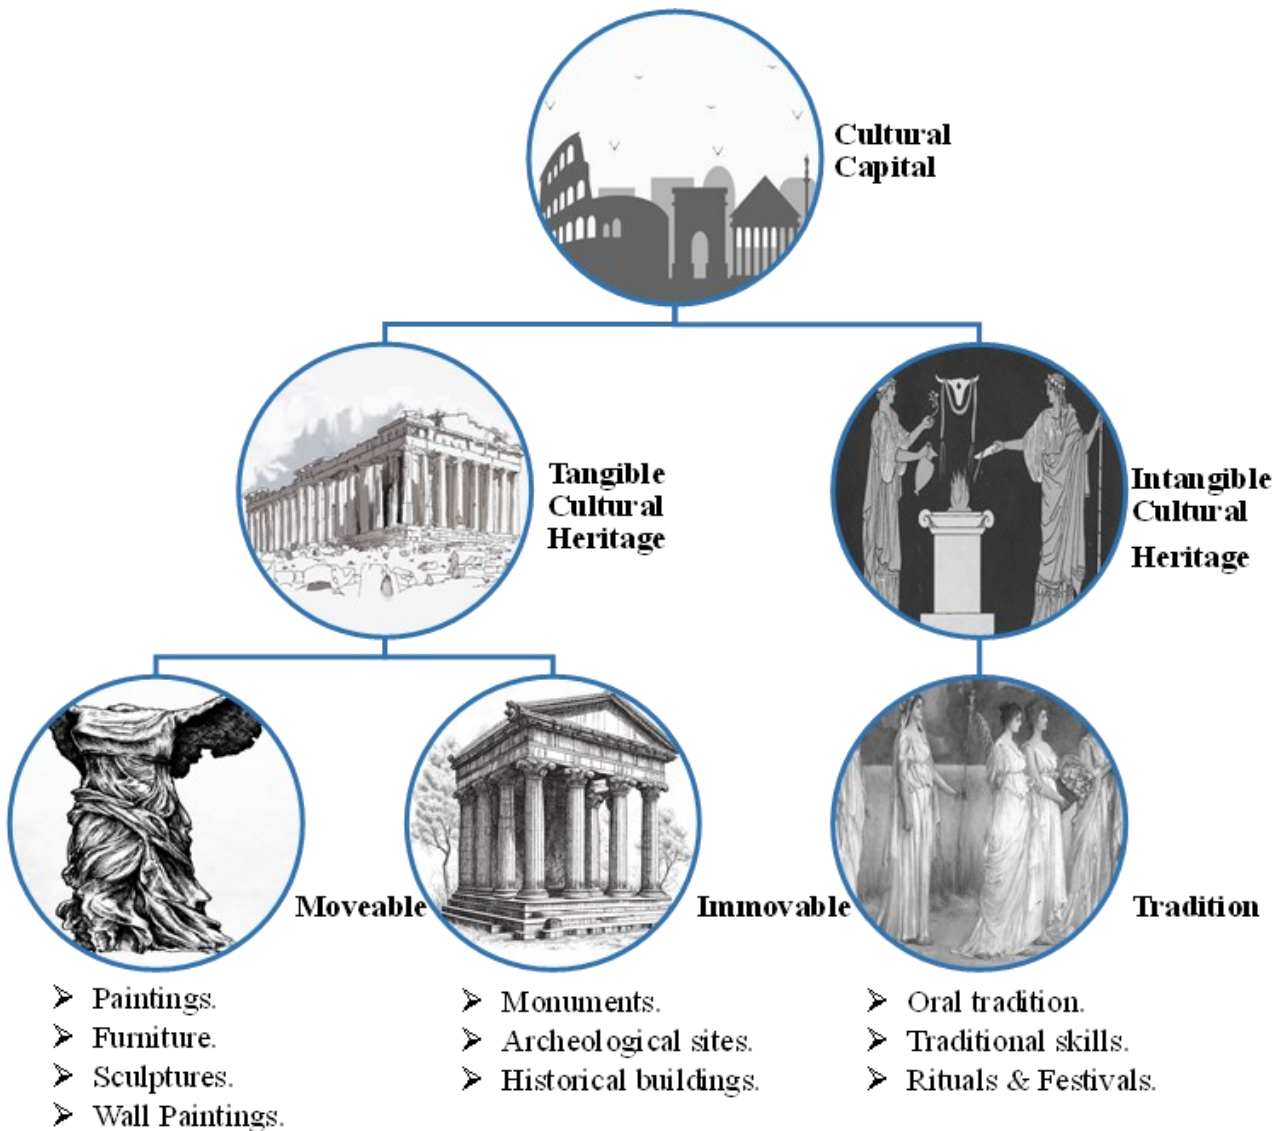 Cultural
Capital
Tangible
Cultural
Heritage
Intangible
Cultural
Heritage
Moveable
Immovable
Tradition
➢ Paintings.
➢ Furniture.
➢ Sculptures.
➢ Wall Paintings.
➢ Monuments.
➢ Archeological sites.
➢ Historical buildings.
➢ Oral tradition.
➢ Traditional skills.
➢ Rituals & Festivals.